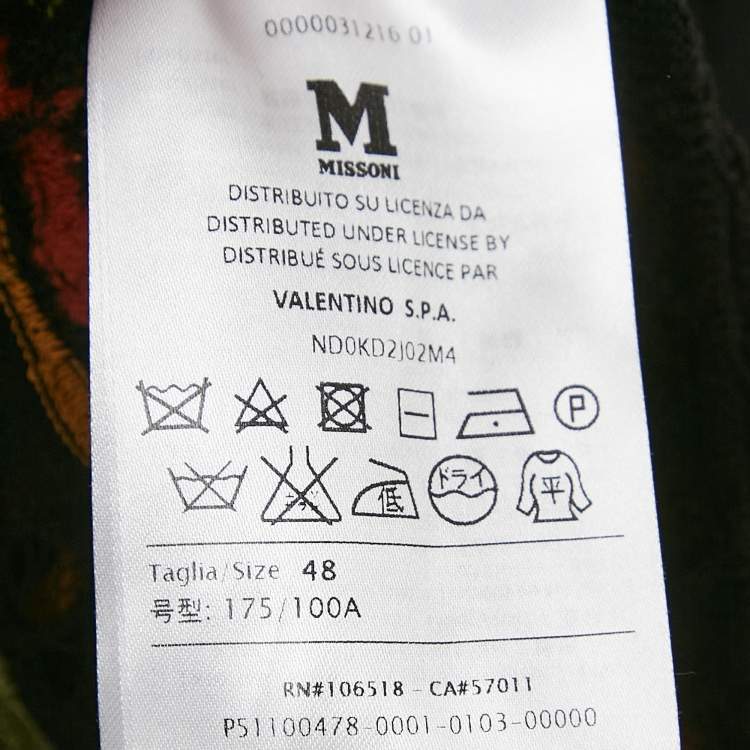 0000031216 01
M
MISSONI
DISTRIBUITO SU LICENZA DA
DISTRIBUTED UNDER LICENSE BY
DISTRIBUÉ SOUS LICENCE PAR
VALENTINO S.P.A.
ND0KD2J02M4
P
低 ドライ 平
Taglia/Size 48
号型: 175/100A
RN#106518 - CA#57011
P51100478-0001-0103-00000